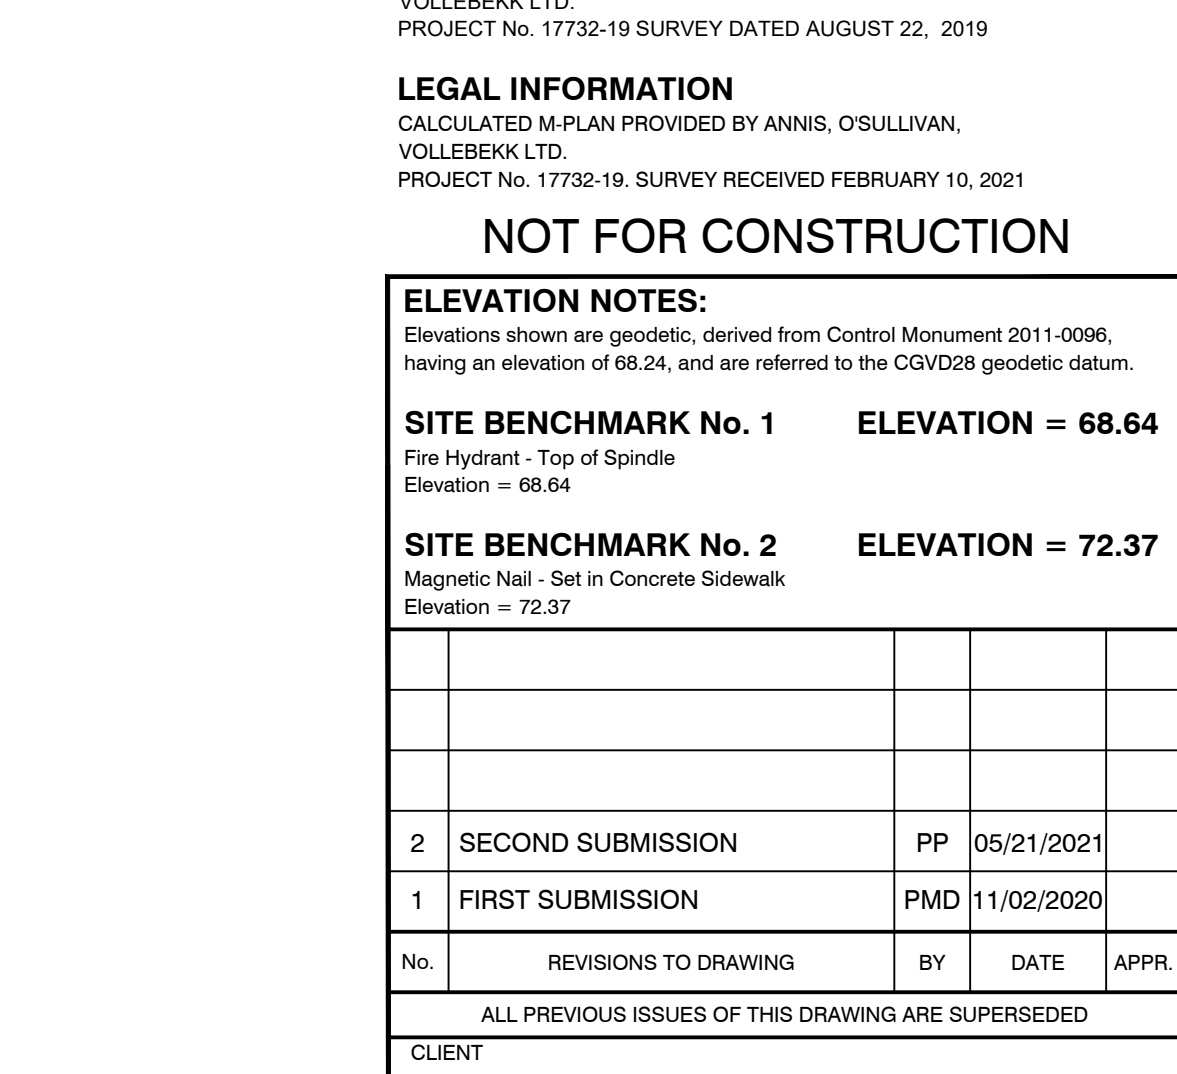 VOLLEBEKK LTD.
PROJECT No. 17732-19 SURVEY DATED AUGUST 22, 2019
LEGAL INFORMATION
CALCULATED M-PLAN PROVIDED BY ANNIS, O'SULLIVAN,
VOLLEBEKK LTD.
PROJECT No. 17732-19. SURVEY RECEIVED FEBRUARY 10, 2021
NOT FOR CONSTRUCTION
ELEVATION NOTES:
Elevations shown are geodetic, derived from Control Monument 2011-0096,
having an elevation of 68.24, and are referred to the CGVD28 geodetic datum.
SITE BENCHMARK No. 1 ELEVATION = 68.64
Fire Hydrant - Top of Spindle
Elevation = 68.64
SITE BENCHMARK No. 2 ELEVATION = 72.37
Magnetic Nail - Set in Concrete Sidewalk
Elevation = 72.37
2 SECOND SUBMISSION PP 05/21/2021
1 FIRST SUBMISSION PMD 11/02/2020
No. REVISIONS TO DRAWING BY DATE APPR.
ALL PREVIOUS ISSUES OF THIS DRAWING ARE SUPERSEDED
CLIENT